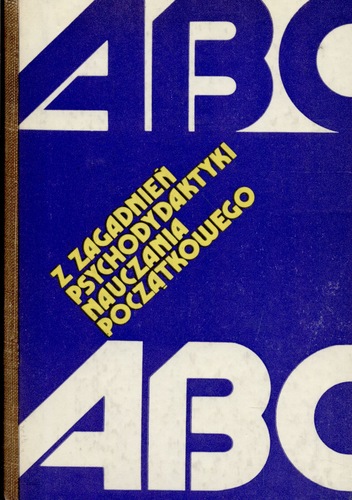 ABC
Z ZAGADNIEŃ
PSYCHODYDAKTYKI
NAUCZANIA
POCZĄTKOWEGO
ABC